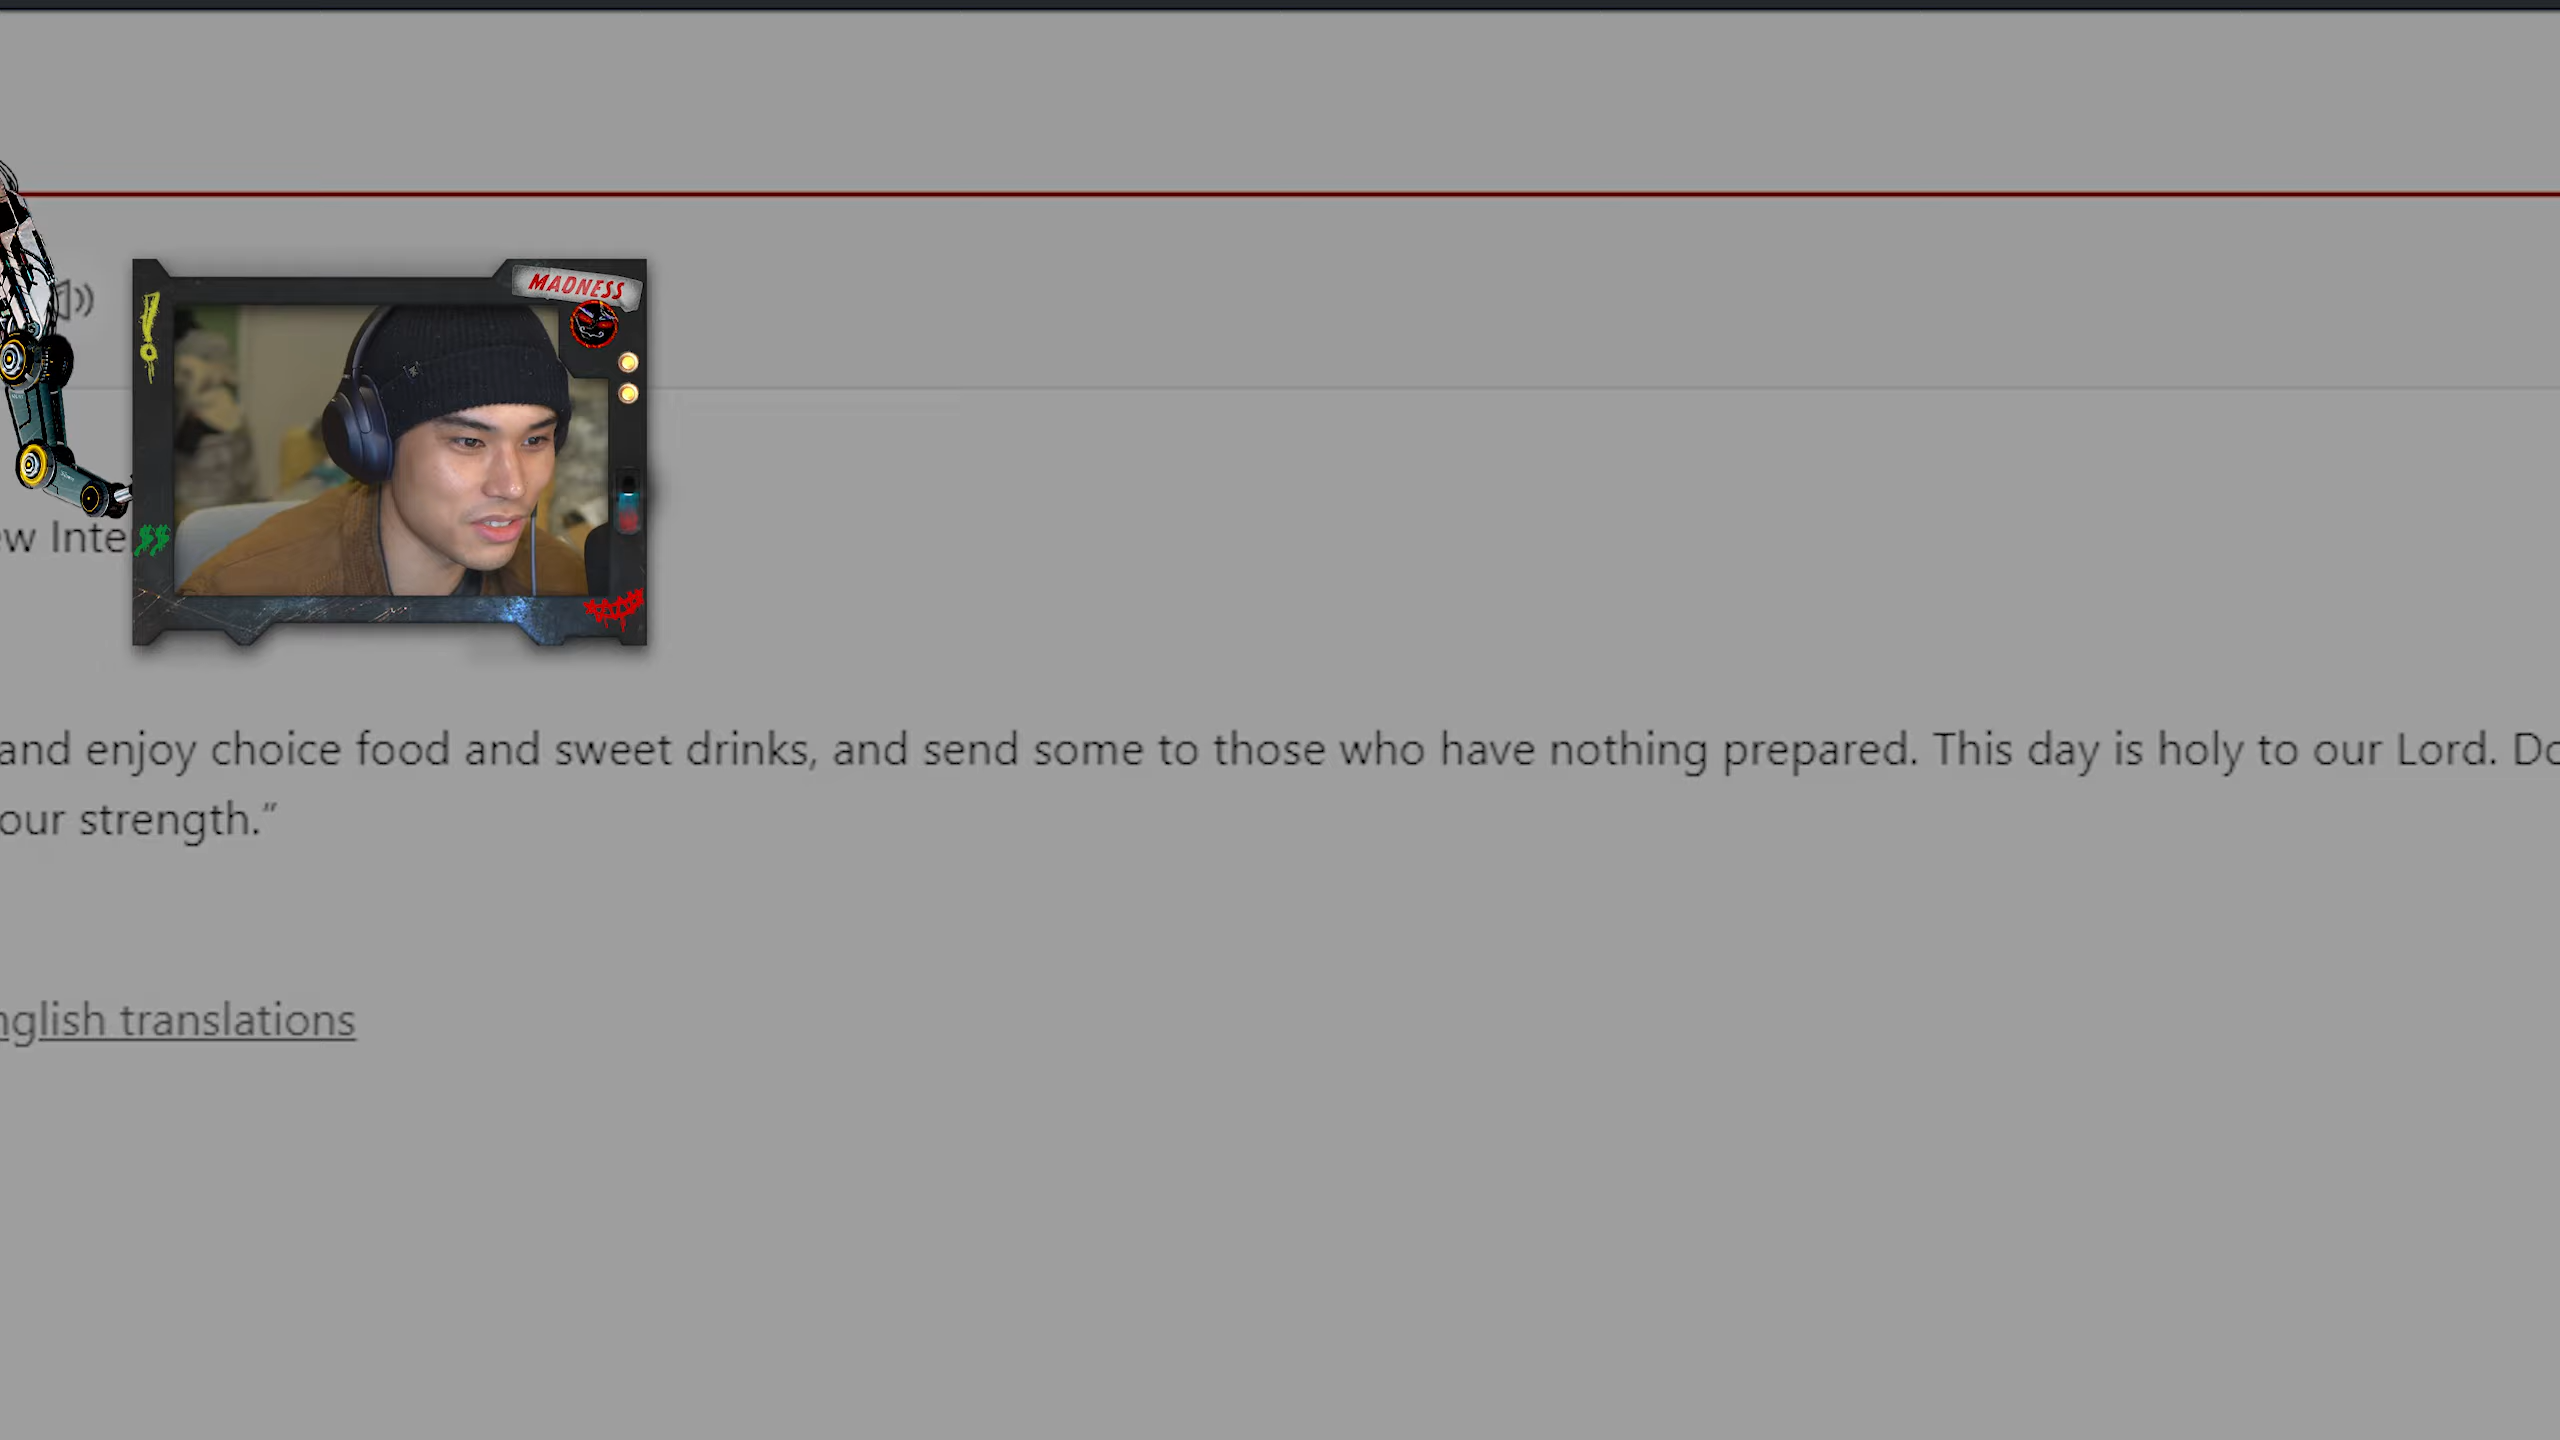 MADNESS
ew Inte
and enjoy choice food and sweet drinks, and send some to those who have nothing prepared. This day is holy to our Lord. Do
our strength.”
nglish translations